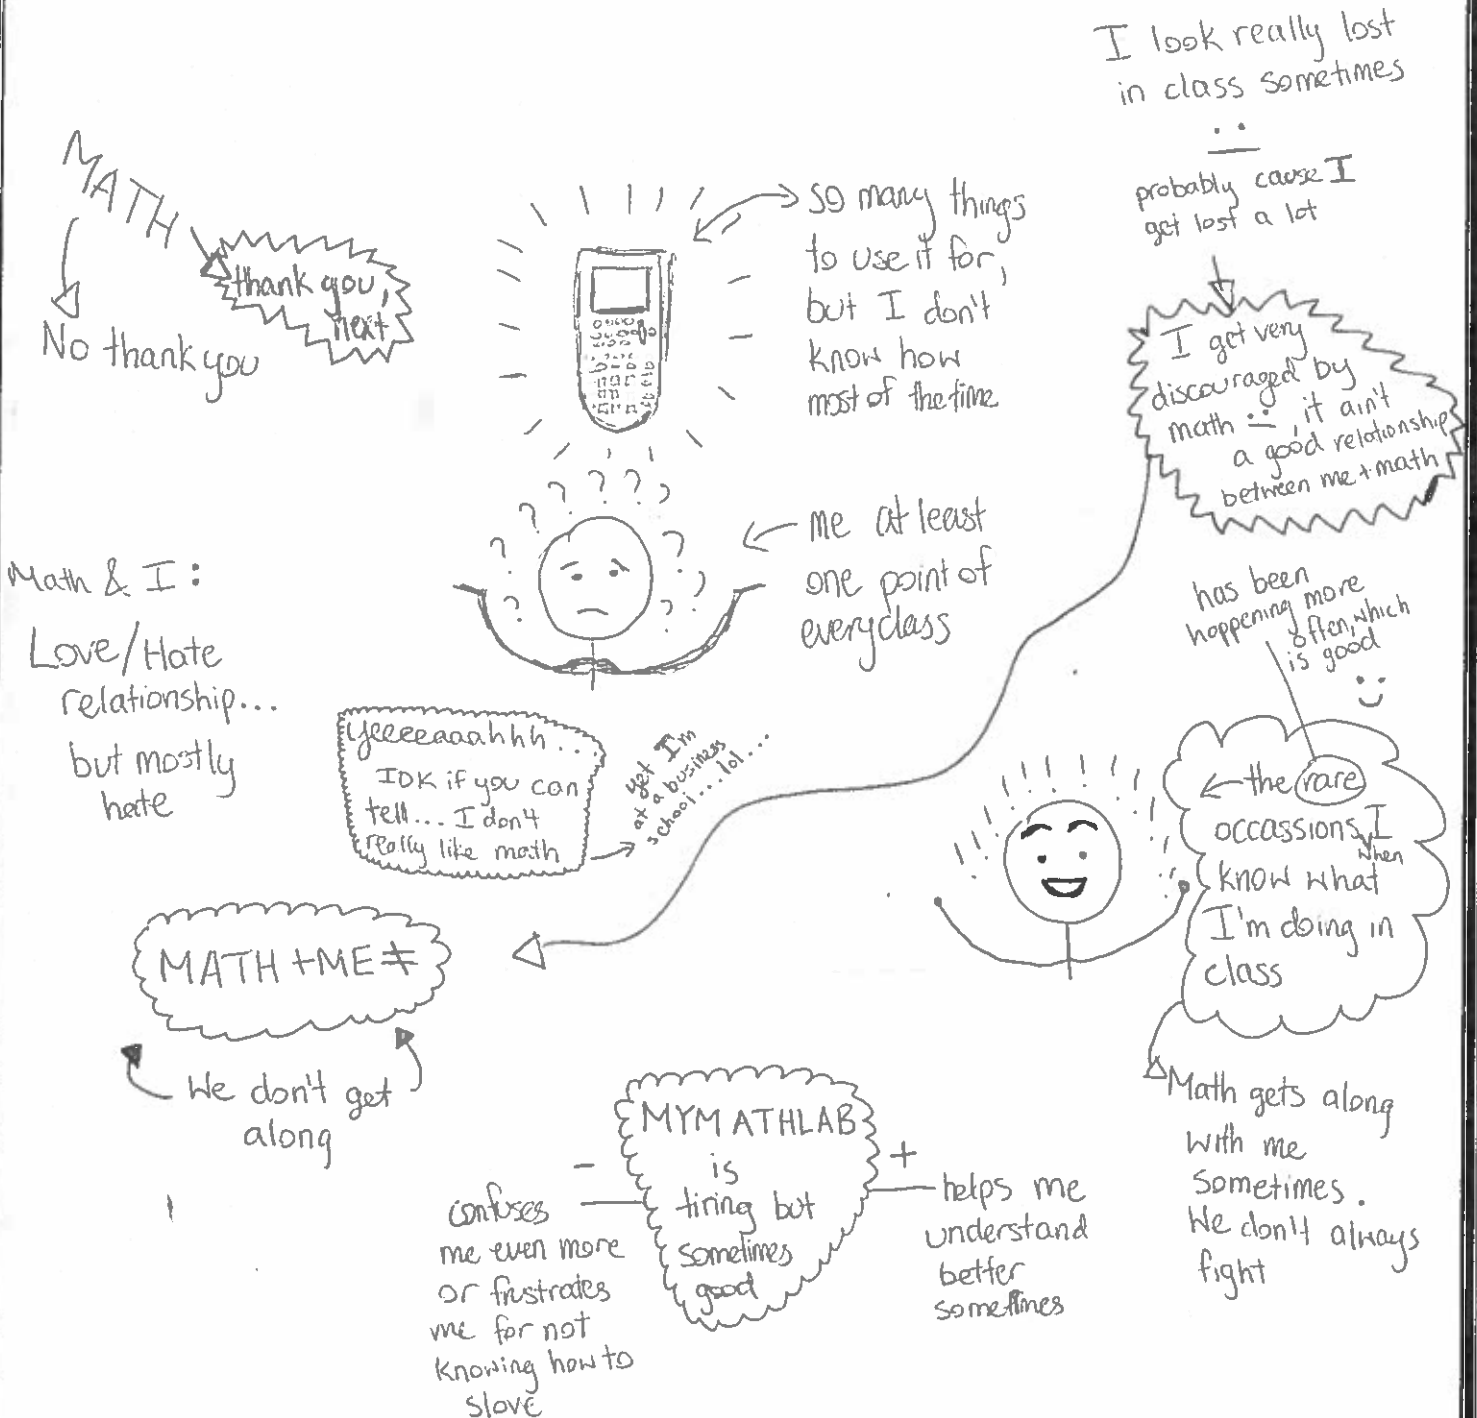 I look really lost
in class sometimes
probably cause I
get lost a lot
MATH
thank you,
next
No thank you
so many things
to use it for,
but I don't
know how
most of the time
I get very
discouraged by
math :, it ain't
a good relationship
between me + math
? ? ? ? ? ? ? ? ? ?
me at least
one point of
every class
Math & I:
Love/Hate
relationship...
but mostly
hate
has been
happening more
often, which
is good
Yeeeeaaahhh...
IDK if you can
tell... I don't
really like math
yet I'm
at a business
school...lol...
the rare
occassions, I
when
know what
I'm doing in
class
MATH + ME ≠
We don't get
along
MYMATHLAB
is
tiring but
sometimes
good
-
confuses
me even more
or frustrates
me for not
knowing how to
slove
+
helps me
understand
better
sometimes
Math gets along
with me
sometimes.
We don't always
fight